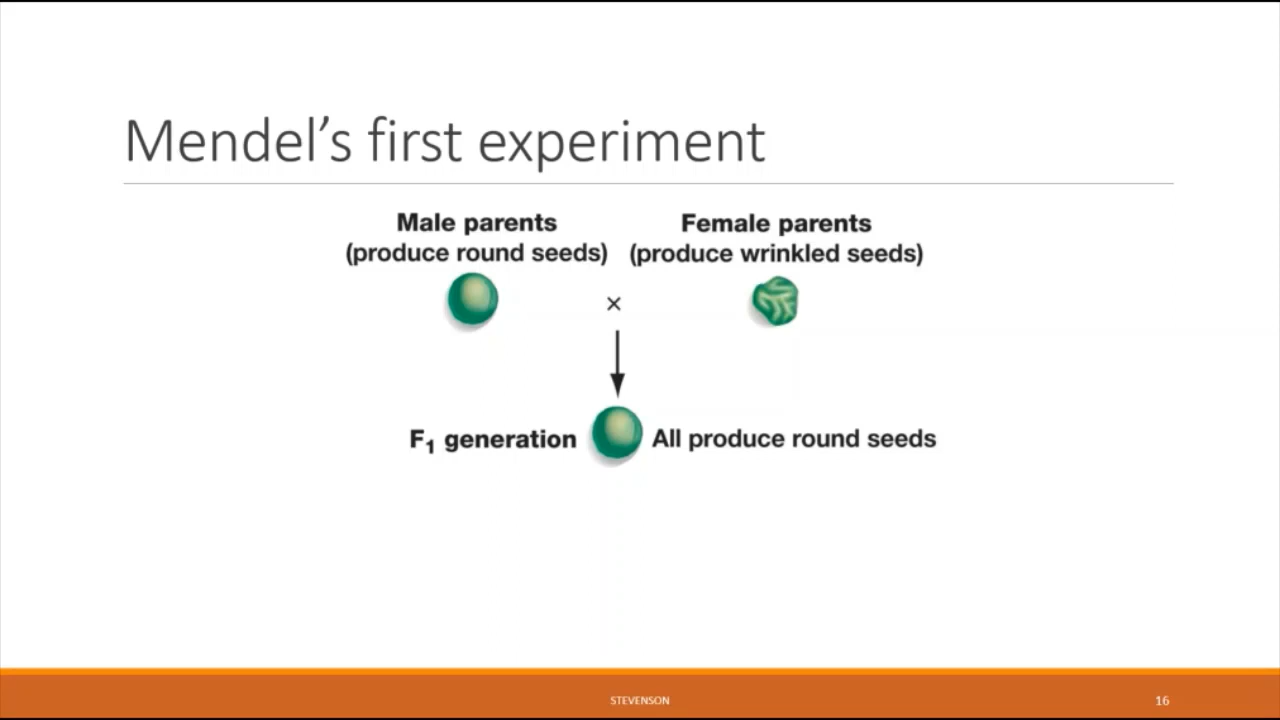 Mendel’s first experiment
Male parents
(produce round seeds)
Female parents
(produce wrinkled seeds)
×
F₁ generation
All produce round seeds
STEVENSON
16